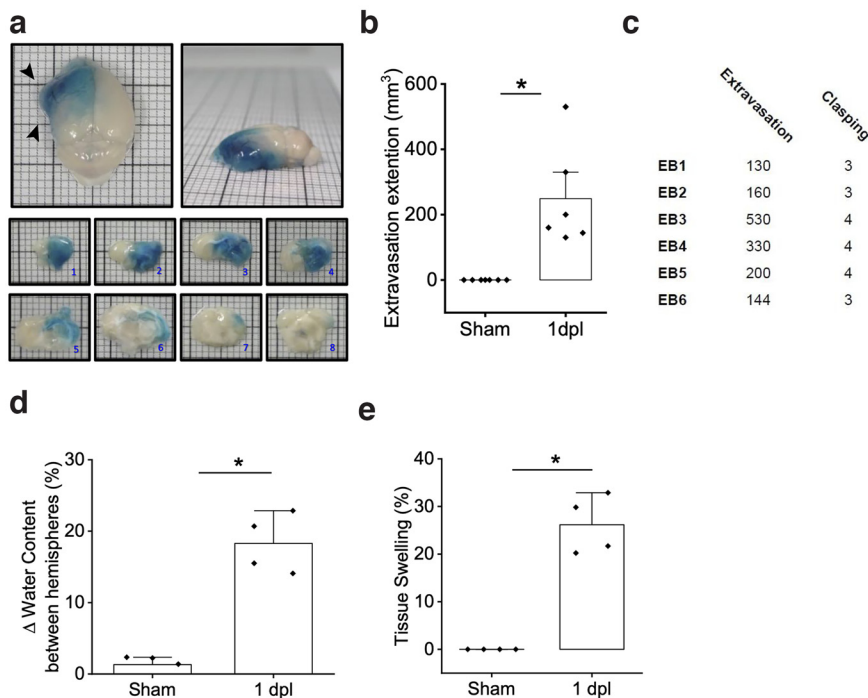 a
1
2
3
4
5
6
7
8
b
Extravasation extention (mm³)
600
400
200
0
*
Sham
1dpl
c
Extravasation Clasping
EB1 130 3
EB2 160 3
EB3 530 4
EB4 330 4
EB5 200 4
EB6 144 3
d
Δ Water Content
between hemispheres (%)
30
20
10
0
*
Sham
1 dpl
e
Tissue Swelling (%)
40
30
20
10
0
*
Sham
1 dpl